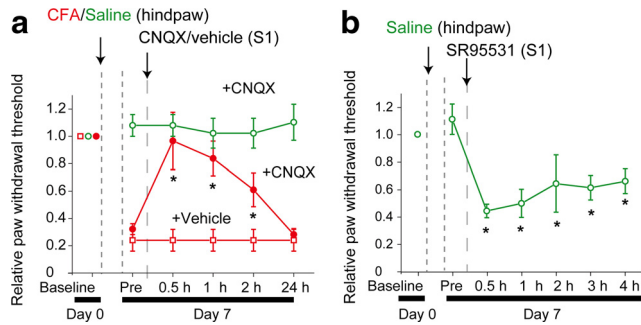 a
CFA/Saline (hindpaw)
CNQX/vehicle (S1)
Relative paw withdrawal threshold
1.2
1.0
0.8
0.6
0.4
0.2
0
+CNQX
+CNQX
+Vehicle
*
*
*
Baseline
Pre
0.5 h
1 h
2 h
24 h
Day 0
Day 7
b
Saline (hindpaw)
SR95531 (S1)
Relative paw withdrawal threshold
1.2
1.0
0.8
0.6
0.4
0.2
0
*
*
*
*
*
Baseline
Pre
0.5 h
1 h
2 h
3 h
4 h
Day 0
Day 7